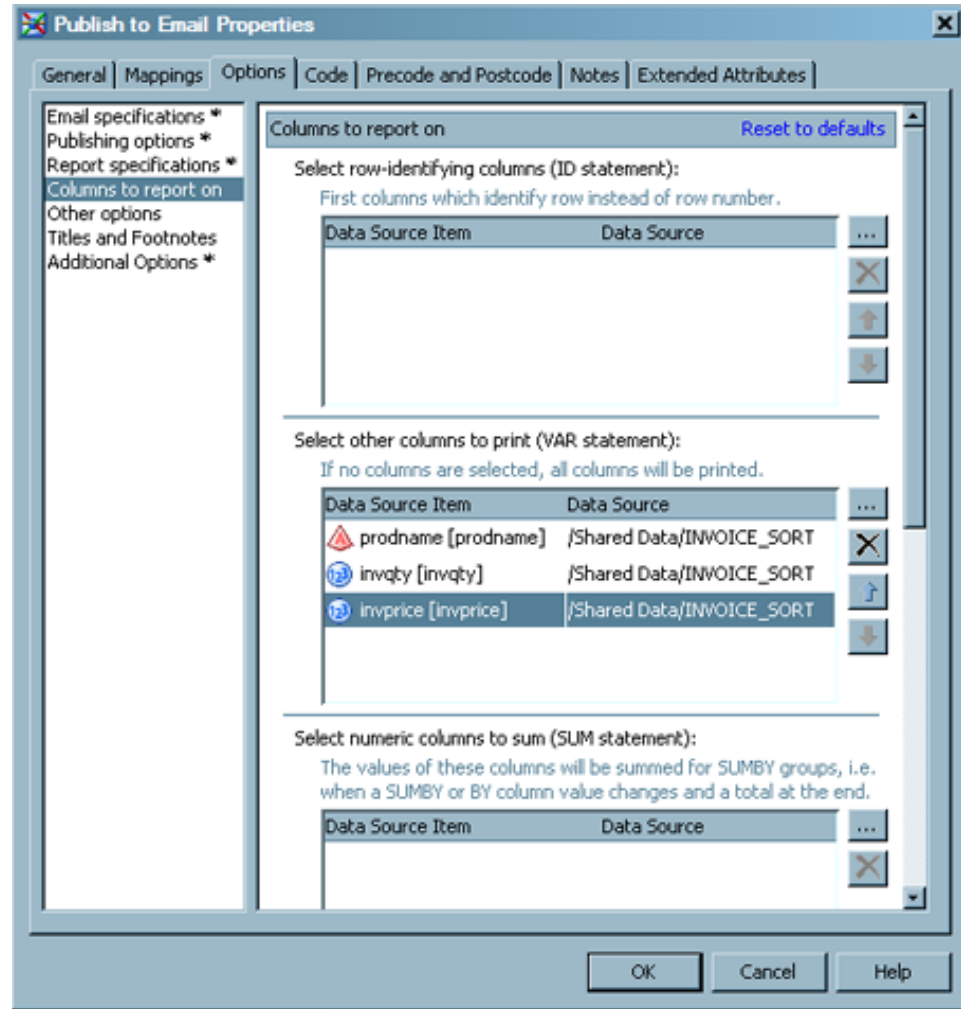 Publish to Email Properties
General Mappings Options Code Precode and Postcode Notes Extended Attributes
Email specifications *
Publishing options *
Report specifications *
Columns to report on
Other options
Titles and Footnotes
Additional Options *
Columns to report on Reset to defaults
Select row-identifying columns (ID statement):
First columns which identify row instead of row number.
Data Source Item Data Source ...
Select other columns to print (VAR statement):
If no columns are selected, all columns will be printed.
Data Source Item Data Source ...
A prodname [prodname] /Shared Data/INVOICE_SORT
123 invqty [invqty] /Shared Data/INVOICE_SORT
123 invprice [invprice] /Shared Data/INVOICE_SORT
Select numeric columns to sum (SUM statement):
The values of these columns will be summed for SUMBY groups, i.e.
when a SUMBY or BY column value changes and a total at the end.
Data Source Item Data Source ...
OK Cancel Help